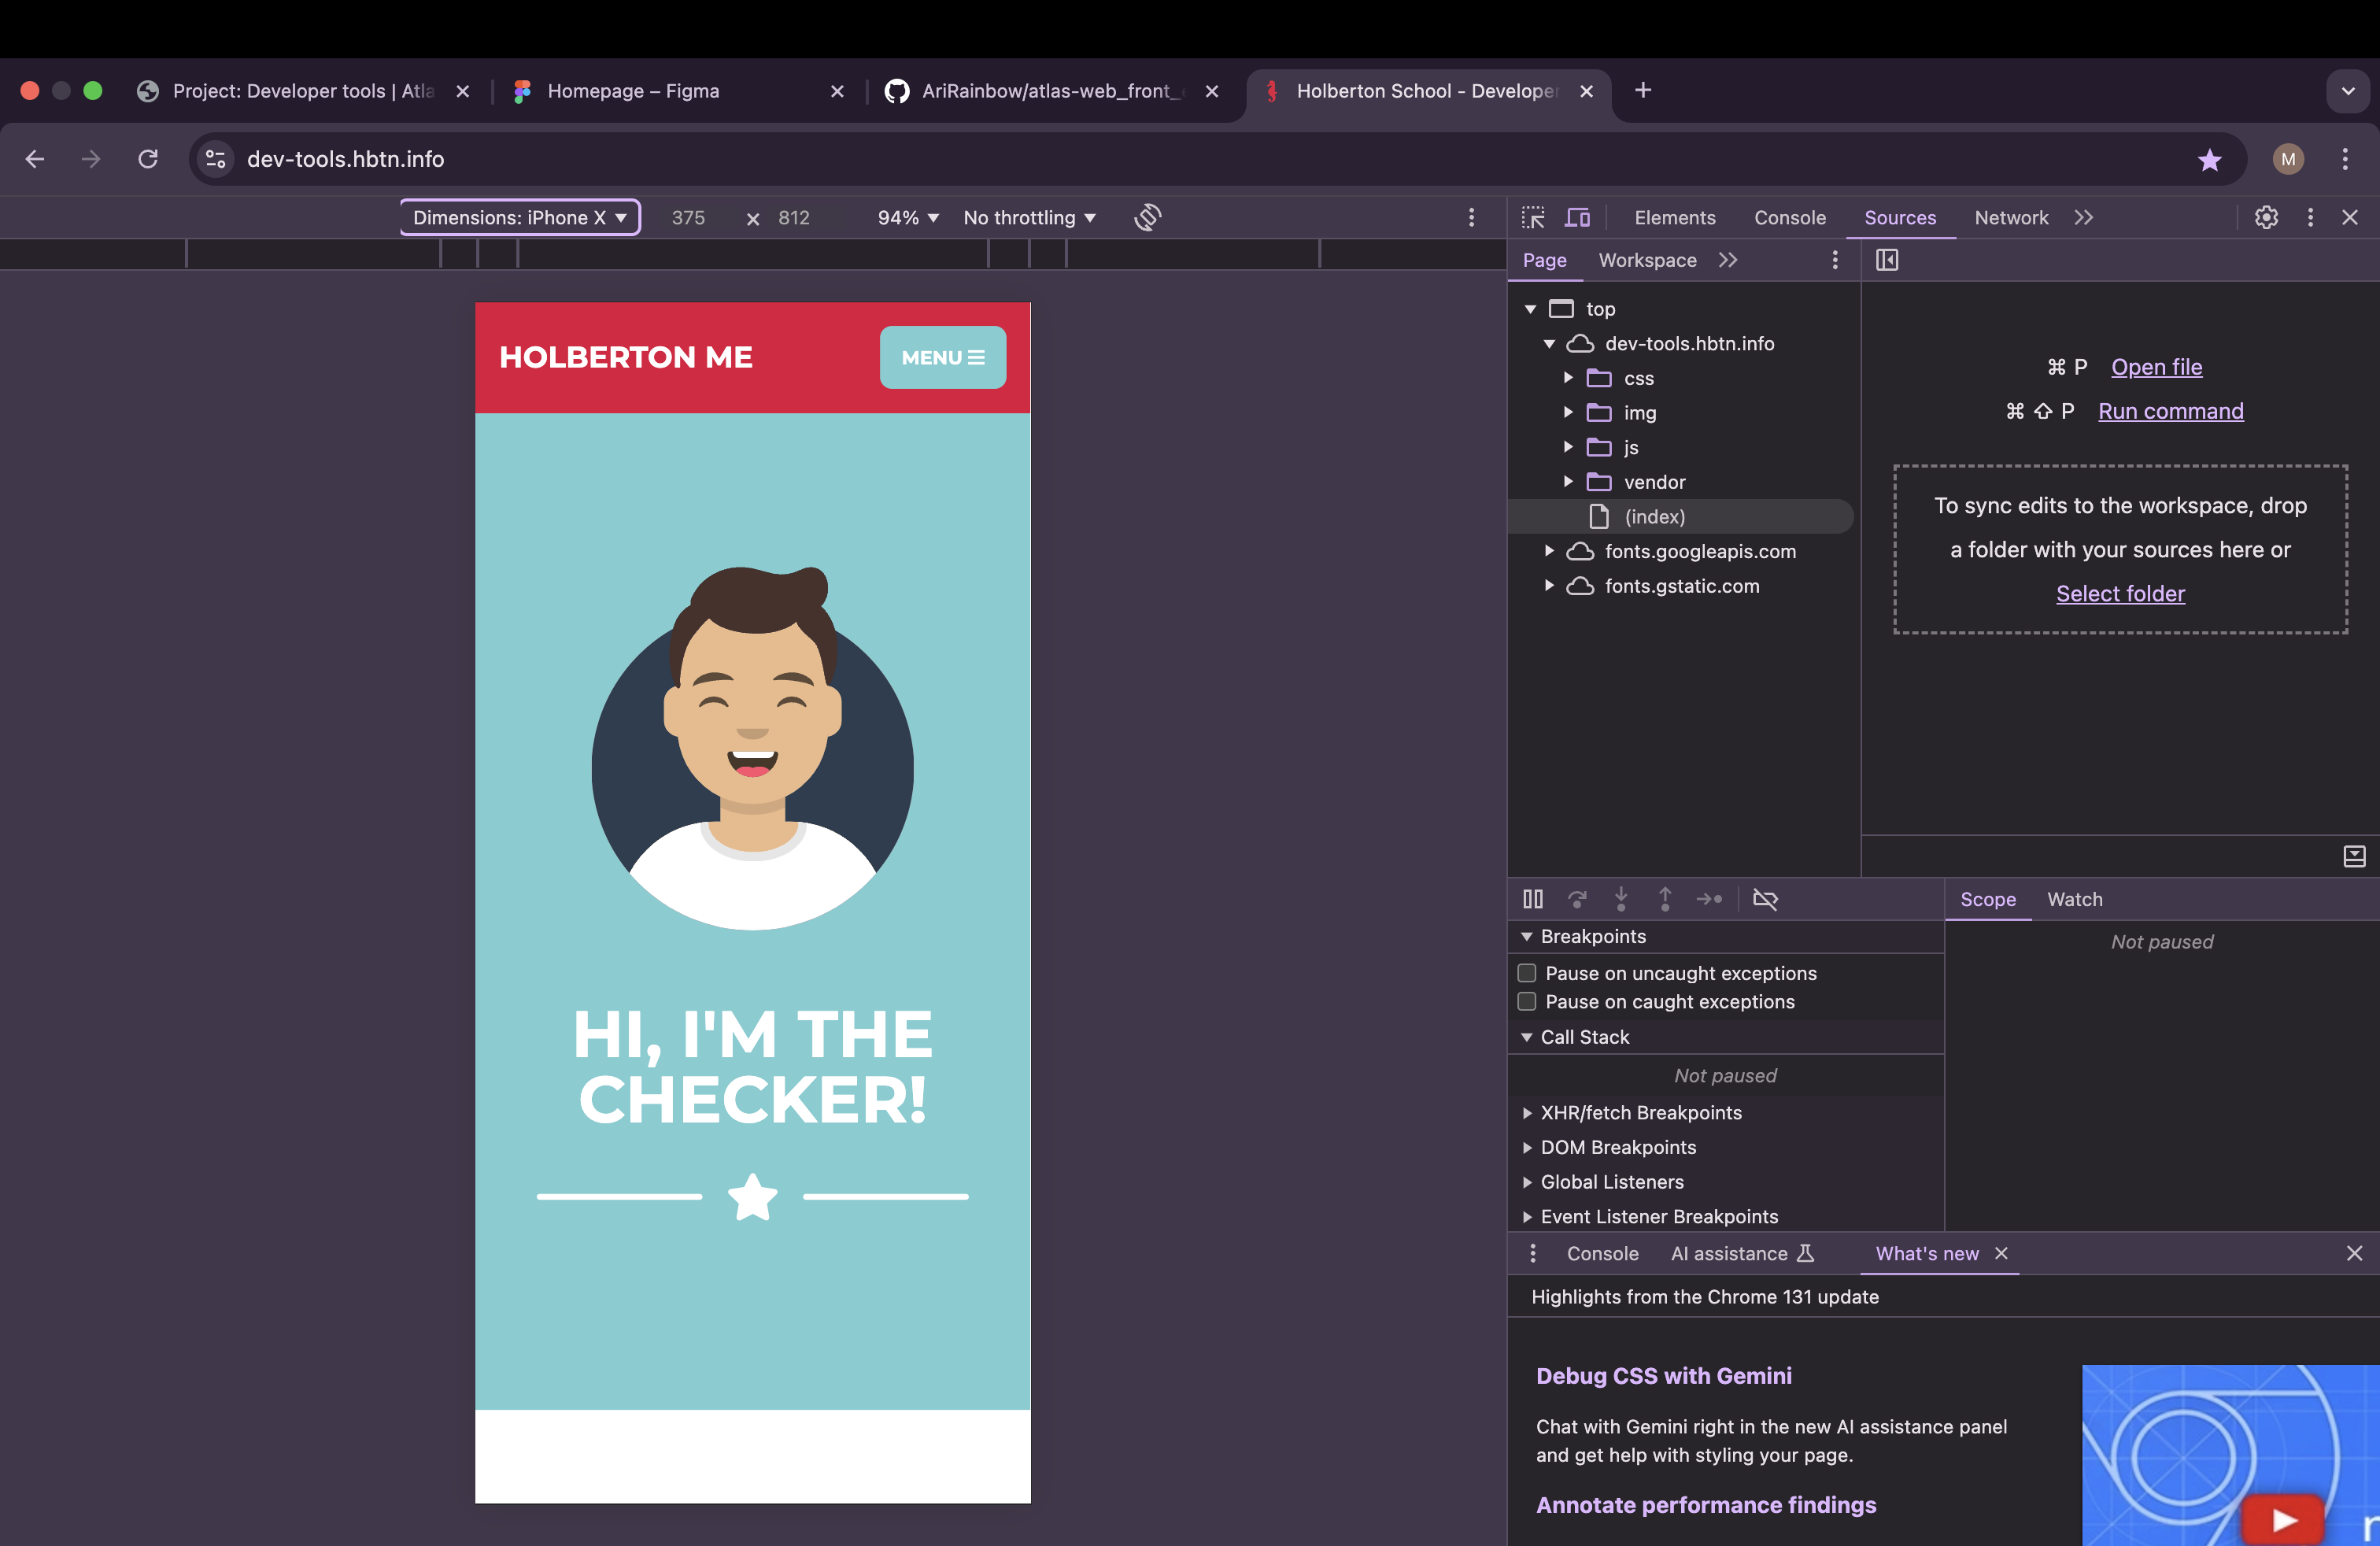 Project: Developer tools | Atla
Homepage – Figma
AriRainbow/atlas-web_front_
Holberton School - Developer
dev-tools.hbtn.info
M
Dimensions: iPhone X
375
812
94%
No throttling
Elements
Console
Sources
Network
Page
Workspace
top
dev-tools.hbtn.info
css
img
js
vendor
(index)
fonts.googleapis.com
fonts.gstatic.com
⌘ P Open file
⌘ ⇧ P Run command
To sync edits to the workspace, drop
a folder with your sources here or
Select folder
HOLBERTON ME
MENU
HI, I'M THE
CHECKER!
Scope
Watch
Not paused
Breakpoints
Pause on uncaught exceptions
Pause on caught exceptions
Call Stack
Not paused
XHR/fetch Breakpoints
DOM Breakpoints
Global Listeners
Event Listener Breakpoints
Console
AI assistance
What's new
Highlights from the Chrome 131 update
Debug CSS with Gemini
Chat with Gemini right in the new AI assistance panel
and get help with styling your page.
Annotate performance findings